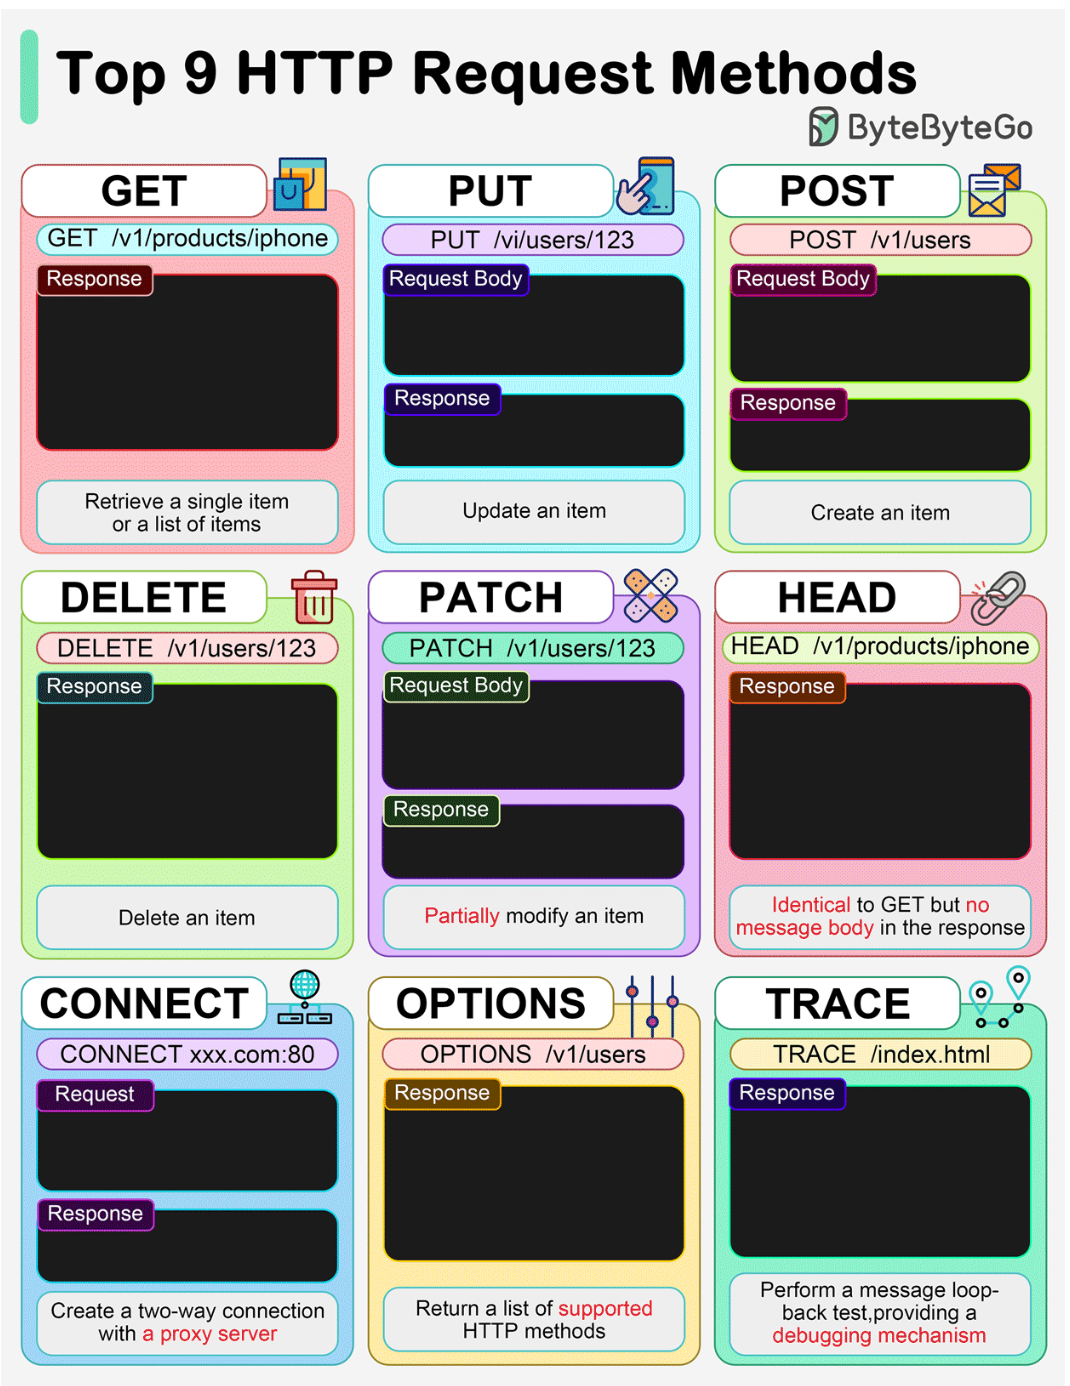 Top 9 HTTP Request Methods
ByteByteGo
GET
GET /v1/products/iphone
Response
Retrieve a single item
or a list of items
PUT
PUT /vi/users/123
Request Body
Response
Update an item
POST
POST /v1/users
Request Body
Response
Create an item
DELETE
DELETE /v1/users/123
Response
Delete an item
PATCH
PATCH /v1/users/123
Request Body
Response
Partially modify an item
HEAD
HEAD /v1/products/iphone
Response
Identical to GET but no
message body in the response
CONNECT
CONNECT xxx.com:80
Request
Response
Create a two-way connection
with a proxy server
OPTIONS
OPTIONS /v1/users
Response
Return a list of supported
HTTP methods
TRACE
TRACE /index.html
Response
Perform a message loop-
back test,providing a
debugging mechanism